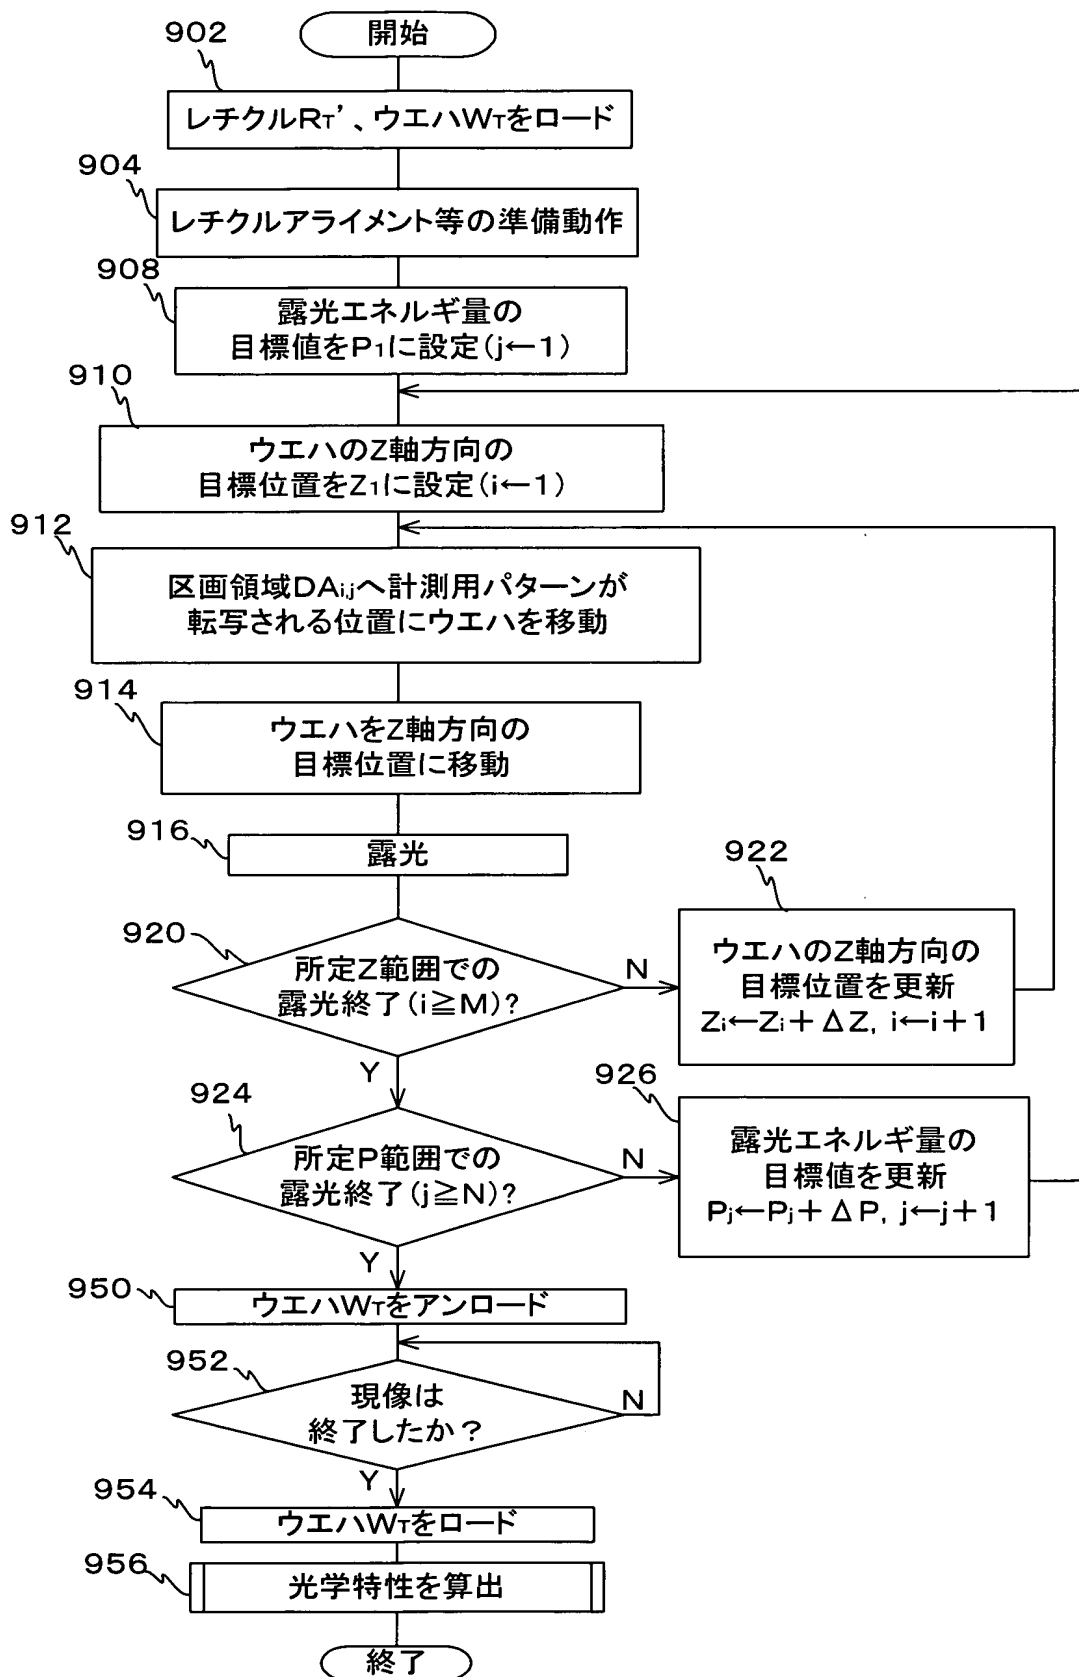 開始
902
レチクルRT'、ウエハWTをロード
904
レチクルアライメント等の準備動作
908
露光エネルギ量の
目標値をP1に設定(j←1)
910
ウエハのZ軸方向の
目標位置をZ1に設定(i←1)
912
区画領域DAi,jへ計測用パターンが
転写される位置にウエハを移動
914
ウエハをZ軸方向の
目標位置に移動
916
露光
920
所定Z範囲での
露光終了(i≧M)?
N
922
ウエハのZ軸方向の
目標位置を更新
Zi←Zi+ΔZ, i←i+1
Y
924
所定P範囲での
露光終了(j≧N)?
N
926
露光エネルギ量の
目標値を更新
Pj←Pj+ΔP, j←j+1
Y
950
ウエハWTをアンロード
952
現像は
終了したか?
N
Y
954
ウエハWTをロード
956
光学特性を算出
終了